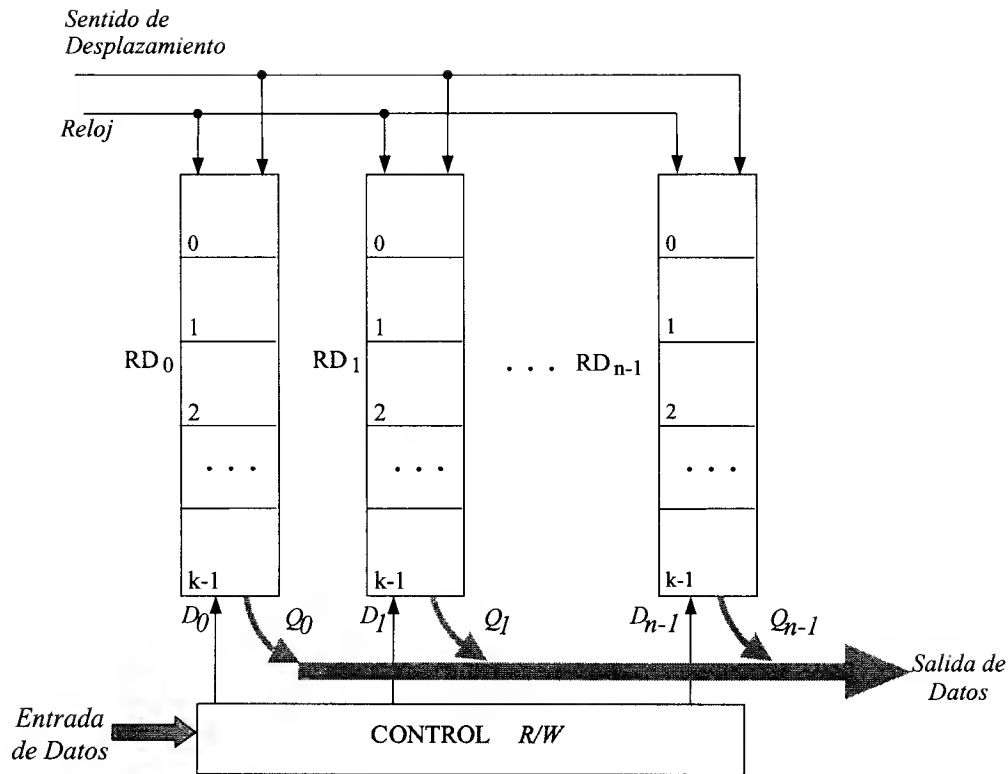 Sentido de
Desplazamiento
Reloj
0
0
0
1
1
1
RD0
RD1
. . .
RDn-1
2
2
2
. . .
. . .
. . .
k-1
k-1
k-1
D0
Q0
D1
Q1
Dn-1
Qn-1
Salida de
Datos
Entrada
de Datos
CONTROL R/W